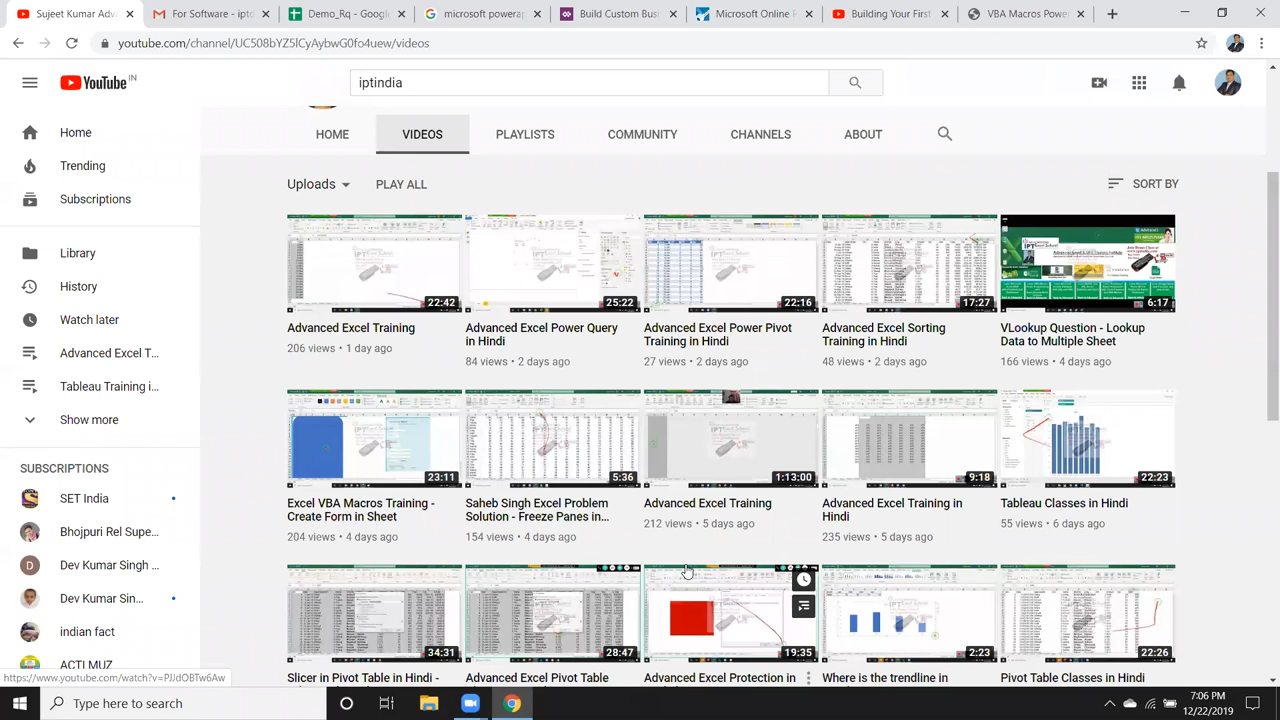 Sujeet Kumar Adv
For Software - ipto
Demo_Rq - Google
microsoft powerap
Build Custom Busi
Microsoft Online P
Building Your First
VBA Macros Powe
youtube.com/channel/UC508bYZ5lCyAybwG0fo4uew/videos
YouTube IN
iptindia
HOME
VIDEOS
PLAYLISTS
COMMUNITY
CHANNELS
ABOUT
Home
Trending
Subscriptions
Library
History
Watch later
Advanced Excel T...
Tableau Training i...
Show more
SUBSCRIPTIONS
SET India
Bhojpuri Rel Supe...
Dev Kumar Singh ...
Dev Kumar Sin...
indian fact
ACTI MUZ
Uploads
PLAY ALL
SORT BY
22:42
25:22
22:16
17:27
6:17
Advanced Excel Training
206 views • 1 day ago
Advanced Excel Power Query
in Hindi
84 views • 2 days ago
Advanced Excel Power Pivot
Training in Hindi
27 views • 2 days ago
Advanced Excel Sorting
Training in Hindi
48 views • 2 days ago
VLookup Question - Lookup
Data to Multiple Sheet
166 views • 4 days ago
23:11
5:36
1:13:00
9:18
22:23
Excel VBA Macros Training -
Create Form in Sheet
204 views • 4 days ago
Saheb Singh Excel Problem
Solution - Freeze Panes in...
154 views • 4 days ago
Advanced Excel Training
212 views • 5 days ago
Advanced Excel Training in
Hindi
235 views • 5 days ago
Tableau Classes in Hindi
55 views • 6 days ago
34:31
28:47
19:35
2:23
22:26
Slicer in Pivot Table in Hindi -
Advanced Excel Pivot Table
Advanced Excel Protection in
Where is the trendline in
Pivot Table Classes in Hindi
https://www.youtube.com/watch?v=PJJdOBTw6Aw
Type here to search
7:06 PM
12/22/2019